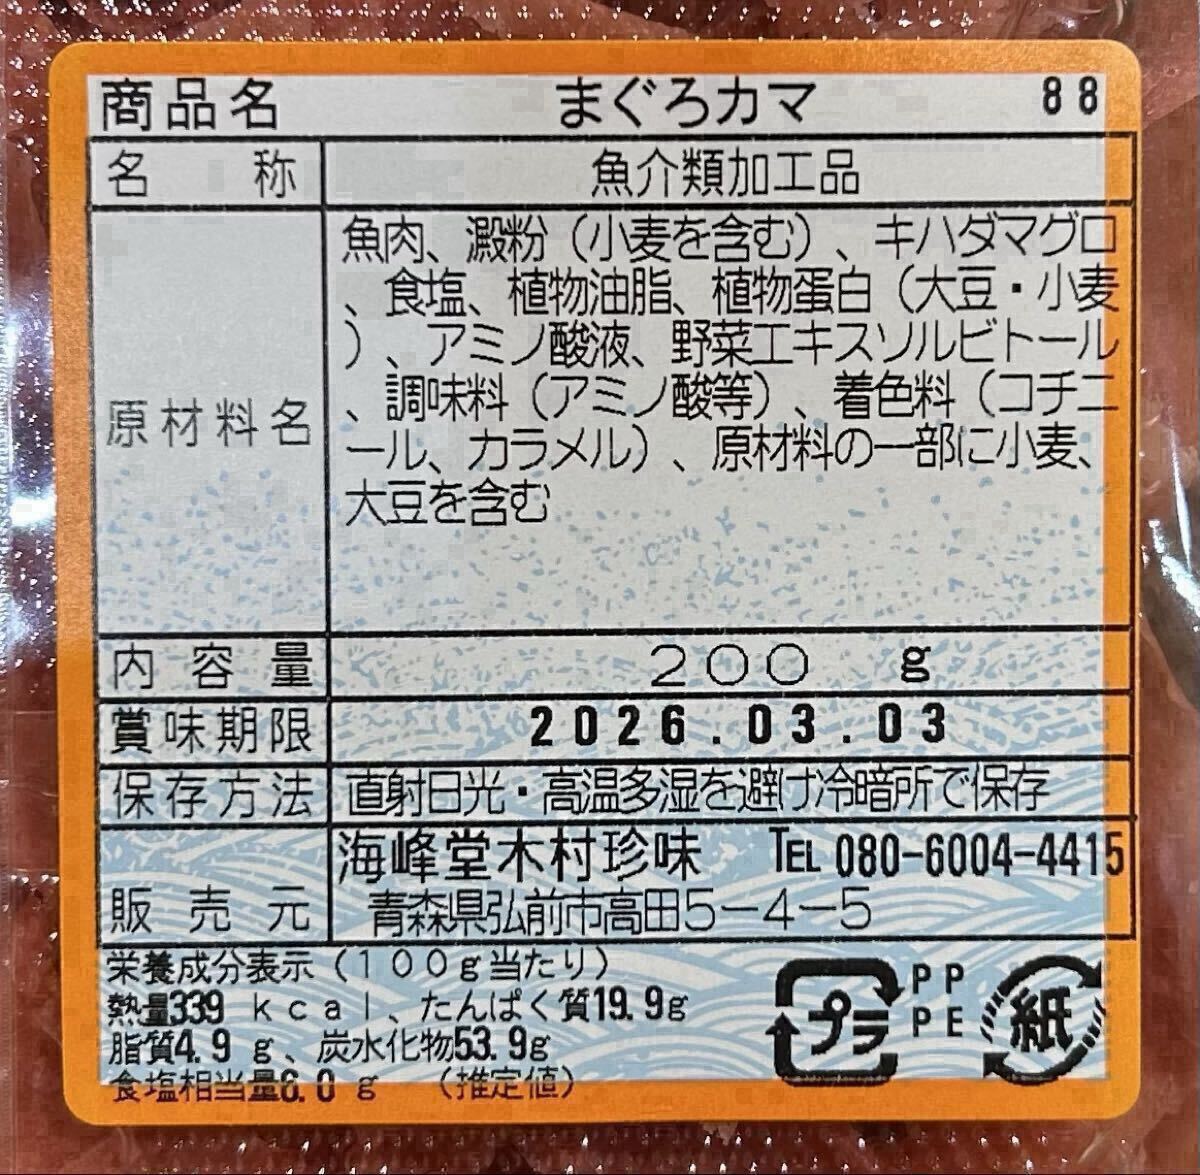 商品名 まぐろカマ 88
名称 魚介類加工品
原材料名 魚肉、澱粉（小麦を含む）、キハダマグロ
、食塩、植物油脂、植物蛋白（大豆・小麦
）、アミノ酸液、野菜エキスソルビトール
、調味料（アミノ酸等）、着色料（コチニ
ール、カラメル）、原材料の一部に小麦、
大豆を含む
内容量 200 g
賞味期限 2026.03.03
保存方法 直射日光・高温多湿を避け冷暗所で保存
販売元 海峰堂木村珍味 TEL 080-6004-4415
青森県弘前市高田5-4-5
栄養成分表示（100g当たり）
熱量339 kcal、たんぱく質19.9g
脂質4.9 g、炭水化物53.9g
食塩相当量6.0 g （推定値）
プラ PP
PE
紙